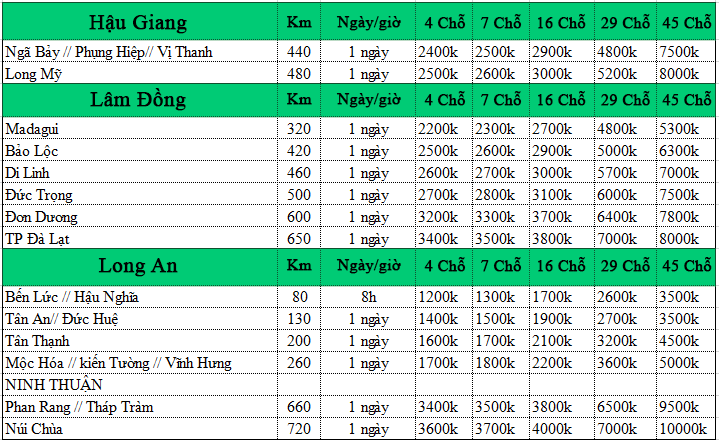 Hậu Giang Km Ngày/giờ 4 Chỗ 7 Chỗ 16 Chỗ 29 Chỗ 45 Chỗ
Ngã Bảy // Phụng Hiệp// Vị Thanh 440 1 ngày 2400k 2500k 2900k 4800k 7500k
Long Mỹ 480 1 ngày 2500k 2600k 3000k 5200k 8000k
Lâm Đồng Km Ngày/giờ 4 Chỗ 7 Chỗ 16 Chỗ 29 Chỗ 45 Chỗ
Madagui 320 1 ngày 2200k 2300k 2700k 4800k 5300k
Bảo Lộc 420 1 ngày 2500k 2600k 2900k 5000k 6300k
Di Linh 460 1 ngày 2600k 2700k 3000k 5700k 7000k
Đức Trọng 500 1 ngày 2700k 2800k 3100k 6000k 7500k
Đơn Dương 600 1 ngày 3200k 3300k 3700k 6400k 7800k
TP Đà Lạt 650 1 ngày 3400k 3500k 3800k 7000k 8000k
Long An Km Ngày/giờ 4 Chỗ 7 Chỗ 16 Chỗ 29 Chỗ 45 Chỗ
Bến Lức // Hậu Nghĩa 80 8h 1200k 1300k 1700k 2600k 3500k
Tân An// Đức Huệ 130 1 ngày 1400k 1500k 1900k 2700k 3500k
Tân Thạnh 200 1 ngày 1600k 1700k 2100k 3200k 4500k
Mộc Hóa // kiến Tường // Vĩnh Hưng 260 1 ngày 1700k 1800k 2200k 3600k 5000k
NINH THUẬN
Phan Rang // Tháp Tràm 660 1 ngày 3400k 3500k 3800k 6500k 9500k
Núi Chùa 720 1 ngày 3600k 3700k 4000k 7000k 10000k